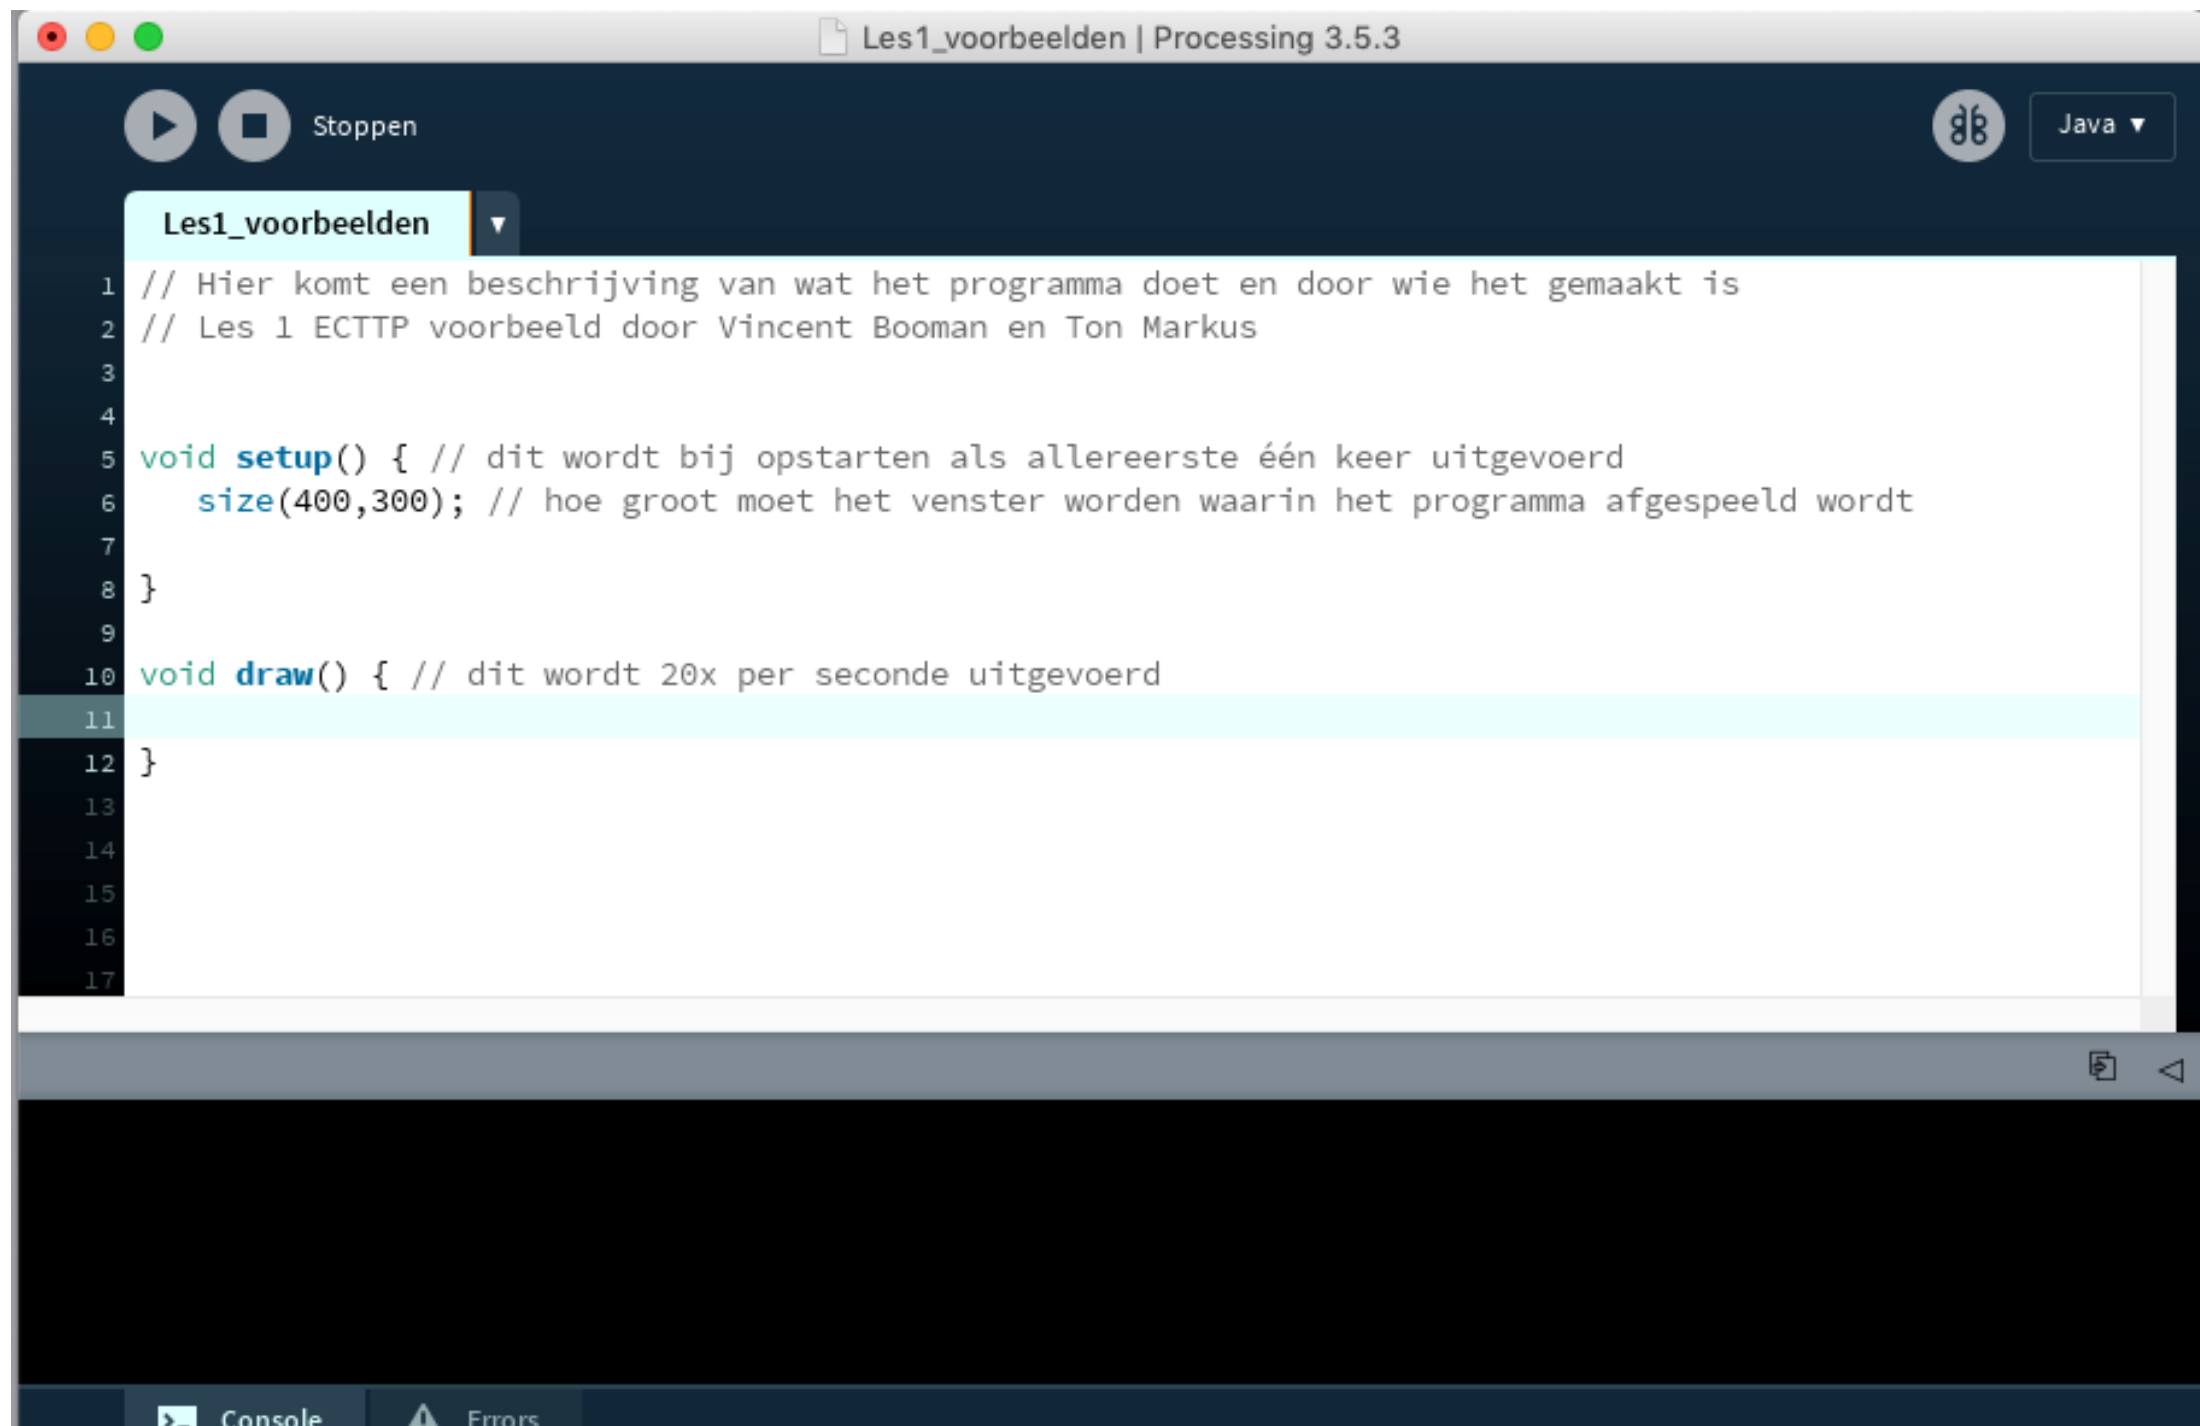 Les1_voorbeelden | Processing 3.5.3
Stoppen
Java ▼
Les1_voorbeelden ▼
1 // Hier komt een beschrijving van wat het programma doet en door wie het gemaakt is
2 // Les 1 ECTTP voorbeeld door Vincent Booman en Ton Markus
3
4
5 void setup() { // dit wordt bij opstarten als allereerste één keer uitgevoerd
6 size(400,300); // hoe groot moet het venster worden waarin het programma afgespeeld wordt
7
8 }
9
10 void draw() { // dit wordt 20x per seconde uitgevoerd
11
12 }
13
14
15
16
17
Console Errors